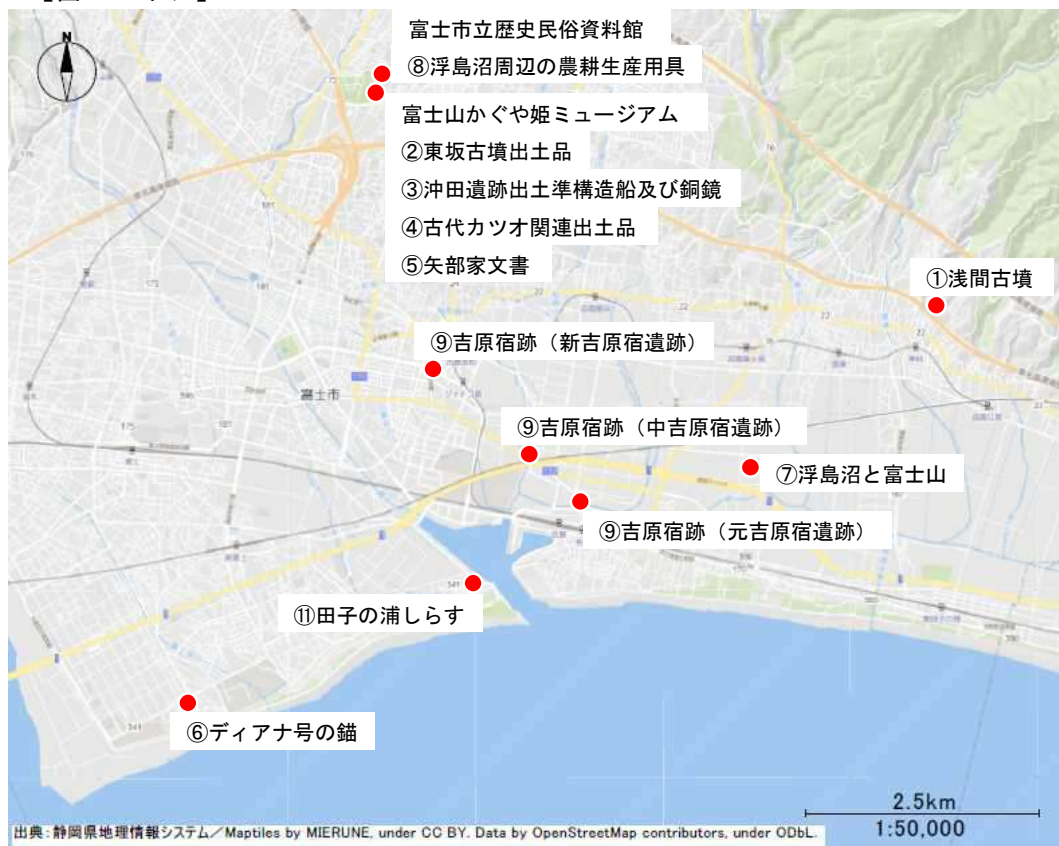 N
富士市立歴史民俗資料館
⑧浮島沼周辺の農耕生産用具
富士山かぐや姫ミュージアム
②東坂古墳出土品
③沖田遺跡出土準構造船及び銅鏡
④古代カツオ関連出土品
⑤矢部家文書
①浅間古墳
⑨吉原宿跡（新吉原宿遺跡）
富士市
⑨吉原宿跡（中吉原宿遺跡）
⑦浮島沼と富士山
⑨吉原宿跡（元吉原宿遺跡）
⑪田子の浦しらす
⑥ディアナ号の錨
2.5km
1:50,000
出典：静岡県地理情報システム／Maptiles by MIERUNE, under CC BY. Data by OpenStreetMap contributors, under ODbL.